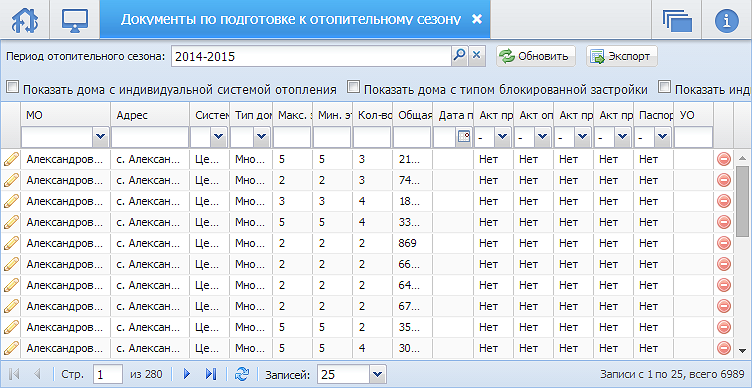 Документы по подготовке к отопительному сезону
Период отопительного сезона: 2014-2015 Обновить Экспорт
Показать дома с индивидуальной системой отопления Показать дома с типом блокированной застройки Показать инд
МО Адрес Систем Тип дом Макс. э Мин. эт Кол-во Общая Дата п Акт пр Акт оп Акт пр Акт пр Паспор УО
- - - - -
Александров... с. Алексан... Це... Мно... 5 5 3 21... Нет Нет Нет Нет Нет
Александров... с. Алексан... Це... Мно... 2 2 3 74... Нет Нет Нет Нет Нет
Александров... с. Алексан... Це... Мно... 3 3 4 18... Нет Нет Нет Нет Нет
Александров... с. Алексан... Це... Мно... 5 5 4 33... Нет Нет Нет Нет Нет
Александров... с. Алексан... Це... Мно... 2 2 2 869 Нет Нет Нет Нет Нет
Александров... с. Алексан... Це... Мно... 2 2 2 66... Нет Нет Нет Нет Нет
Александров... с. Алексан... Це... Мно... 2 2 2 64... Нет Нет Нет Нет Нет
Александров... с. Алексан... Це... Мно... 2 2 2 67... Нет Нет Нет Нет Нет
Александров... с. Алексан... Це... Мно... 5 5 2 35... Нет Нет Нет Нет Нет
Александров... с. Алексан... Це... Мно... 5 5 4 30... Нет Нет Нет Нет Нет
Стр. 1 из 280 Записей: 25 Записи с 1 по 25, всего 6989